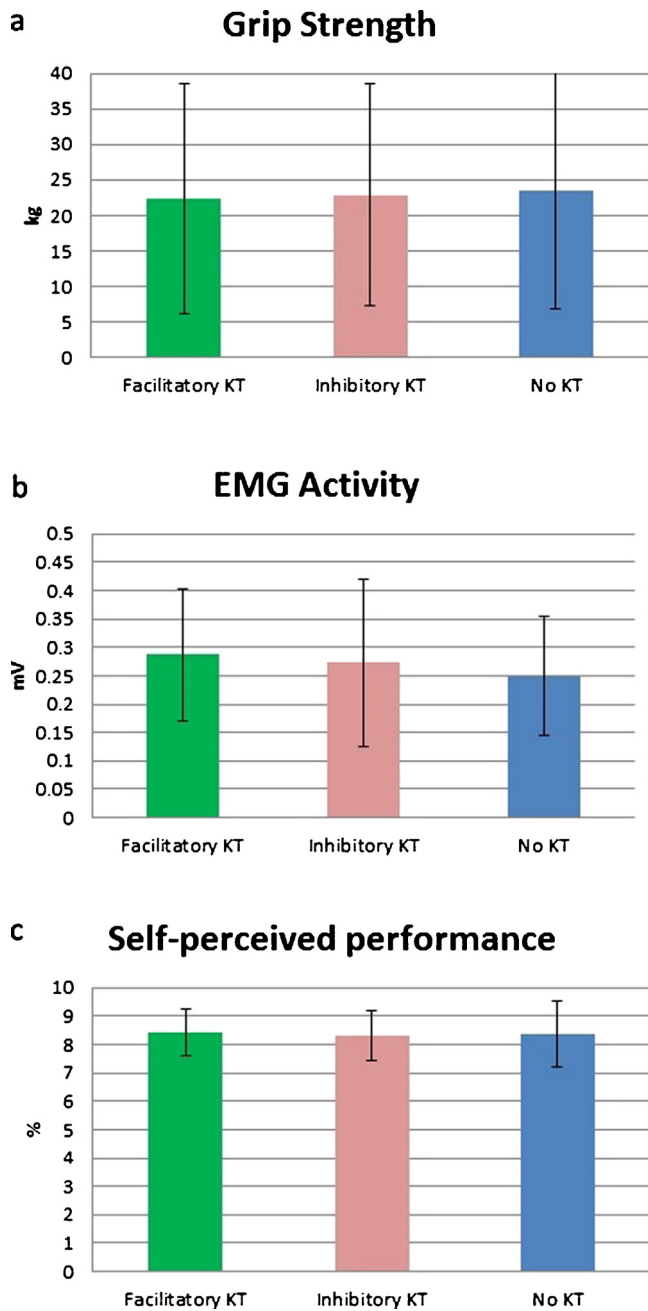 a
Grip Strength
40
35
30
25
20
15
10
5
0
kg
Facilitatory KT Inhibitory KT No KT
b
EMG Activity
0.5
0.45
0.4
0.35
0.3
0.25
0.2
0.15
0.1
0.05
0
mV
Facilitatory KT Inhibitory KT No KT
c
Self-perceived performance
10
9
8
7
6
5
4
3
2
1
0
%
Facilitatory KT Inhibitory KT No KT